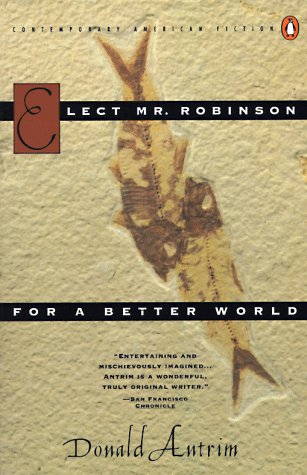 CONTEMPORARY AMERICAN FICTION
ELECT MR. ROBINSON
FOR A BETTER WORLD
"ENTERTAINING AND
MISCHIEVOUSLY IMAGINED...
ANTRIM IS A WONDERFUL,
TRULY ORIGINAL WRITER."
—SAN FRANCISCO
CHRONICLE
Donald Antrim